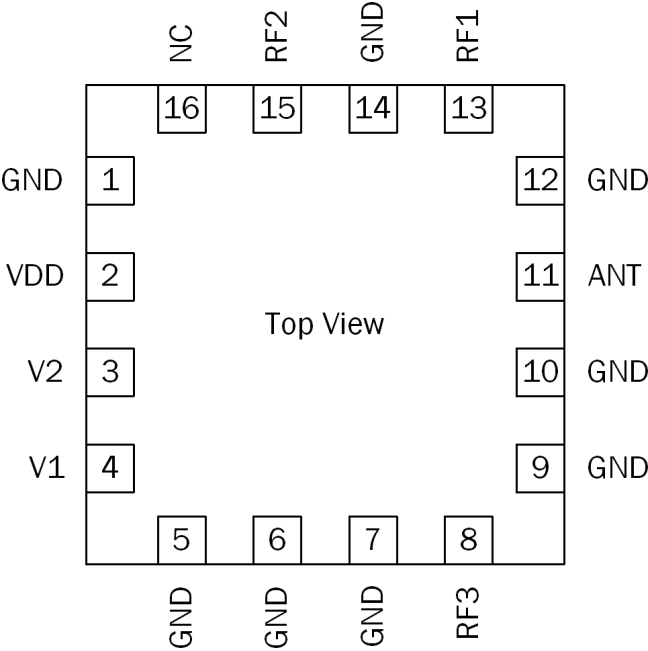 NC RF2 GND RF1
16 15 14 13
GND 1 12 GND
VDD 2 11 ANT
Top View
V2 3 10 GND
V1 4 9 GND
5 6 7 8
GND GND GND RF3